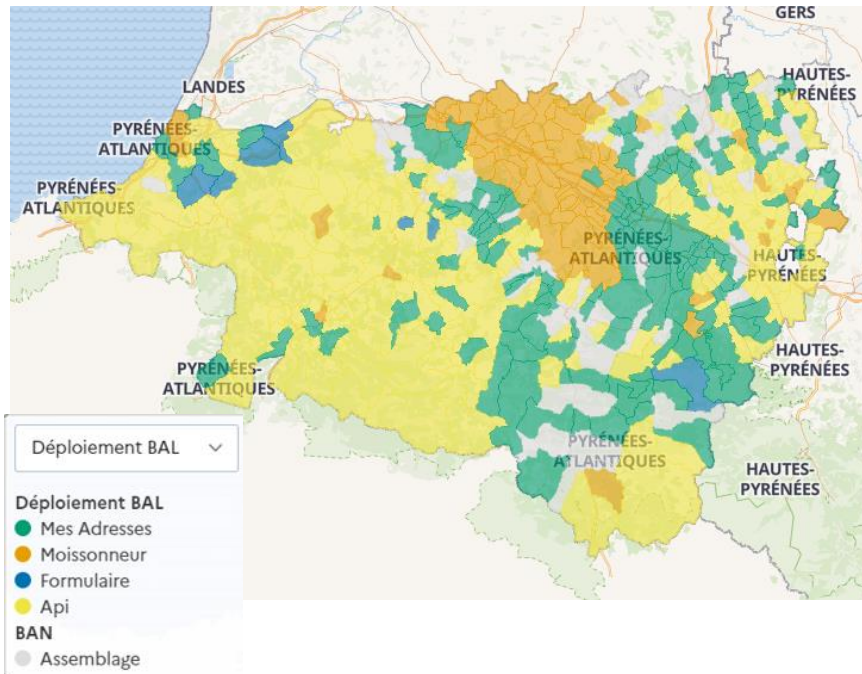 GERS
HAUTES-
PYRÉNÉES
LANDES
PYRÉNÉES-
ATLANTIQUES
PYRÉNÉES-
ATLANTIQUES
PYRÉNÉES-
ATLANTIQUES
HAUTES-
PYRÉNÉES
HAUTES-
PYRÉNÉES
PYRÉNÉES-
ATLANTIQUES
PYRÉNÉES-
ATLANTIQUES
HAUTES-
PYRÉNÉES
Déploiement BAL
Déploiement BAL
Mes Adresses
Moissonneur
Formulaire
Api
BAN
Assemblage